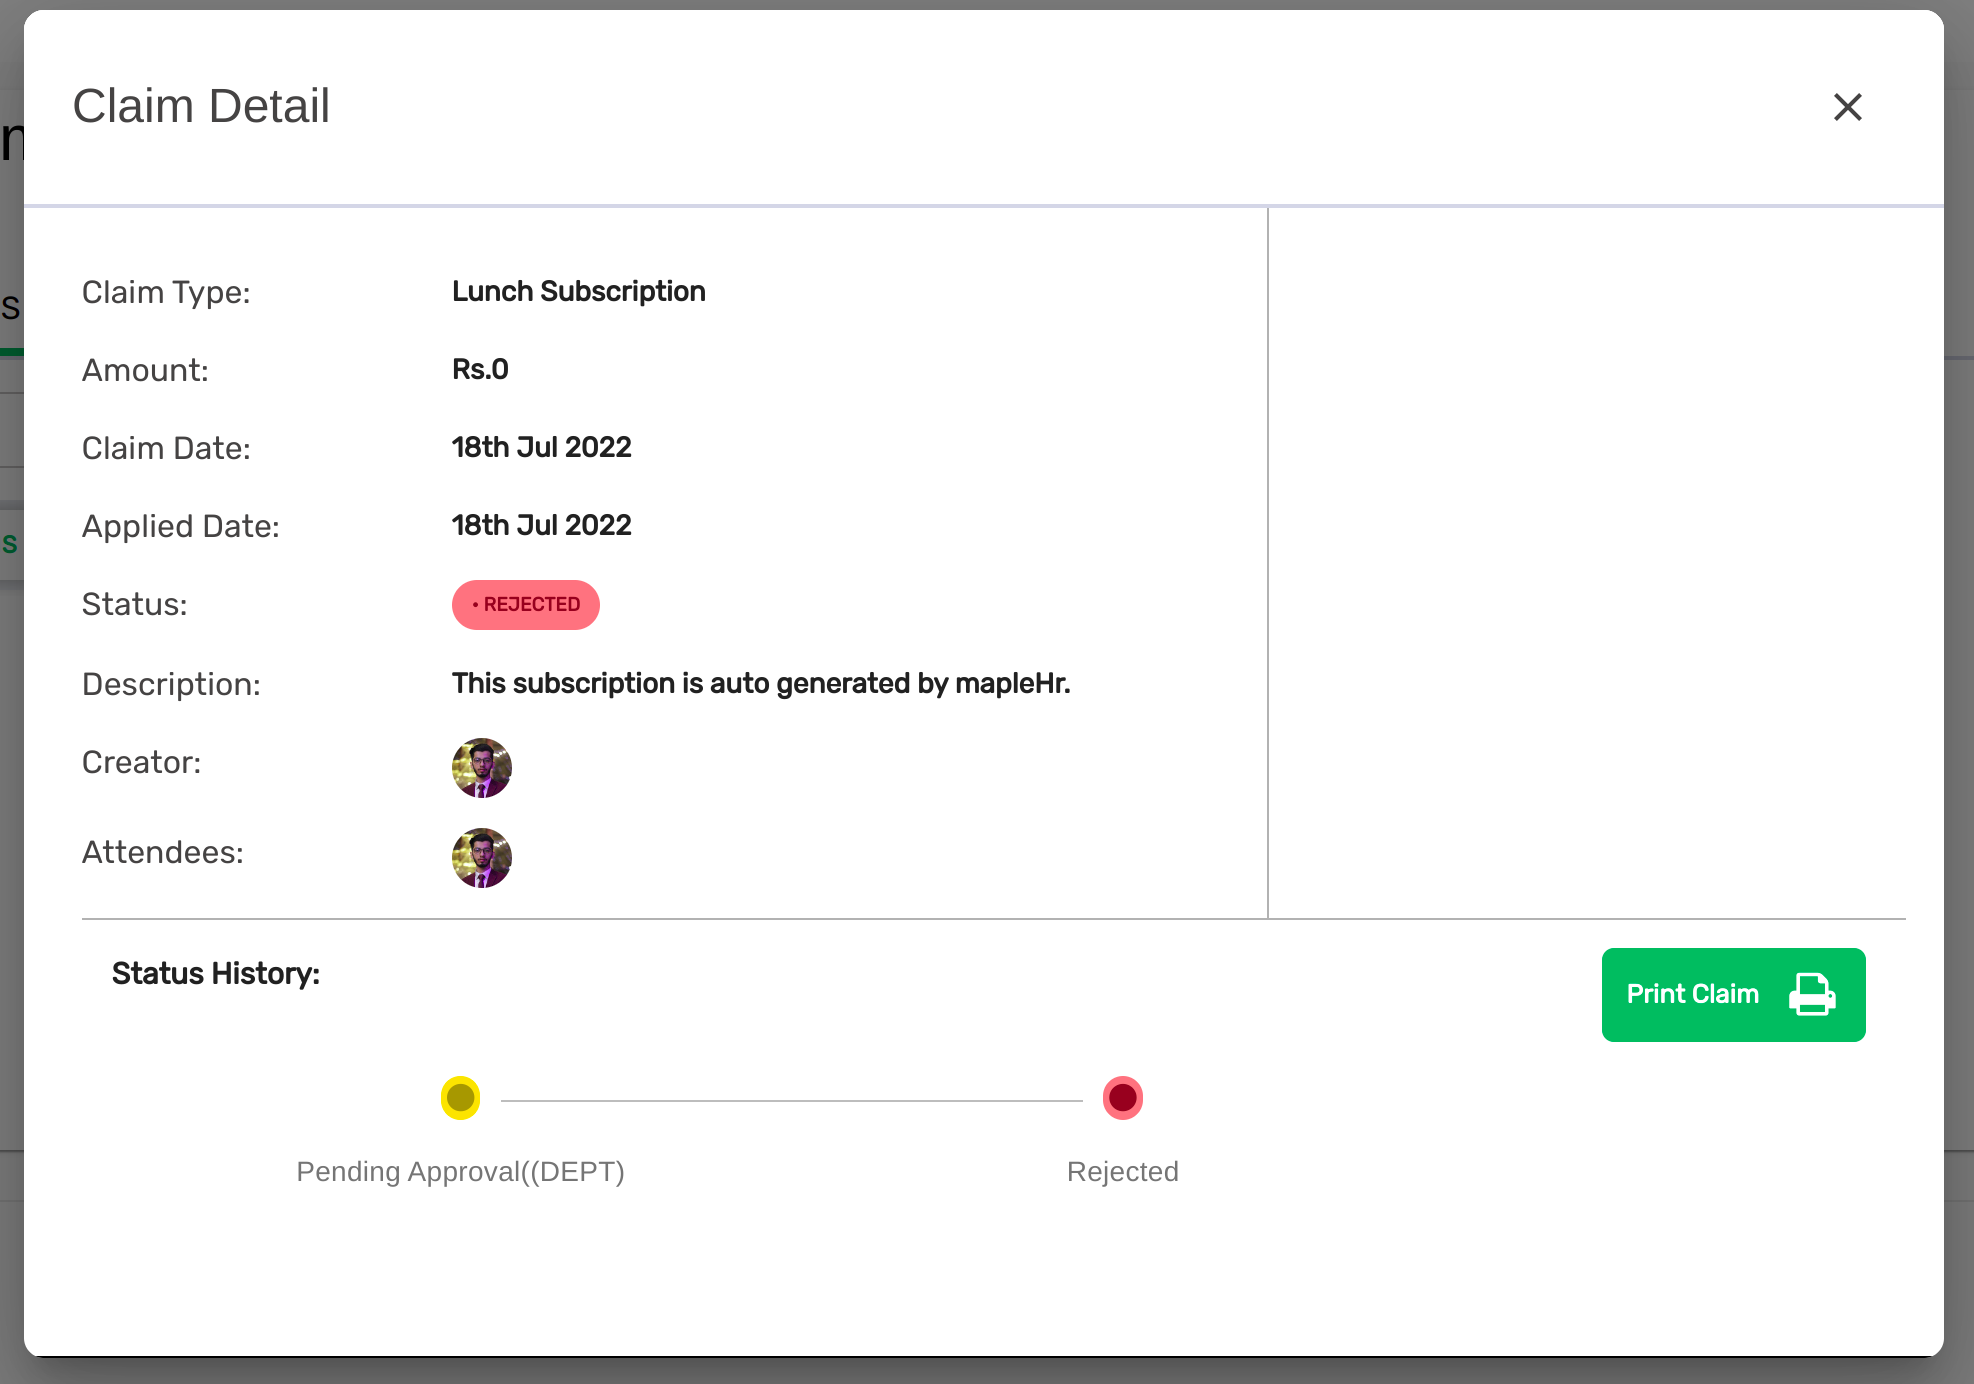 Claim Detail
Claim Type: Lunch Subscription
Amount: Rs.0
Claim Date: 18th Jul 2022
Applied Date: 18th Jul 2022
Status: • REJECTED
Description: This subscription is auto generated by mapleHr.
Creator:
Attendees:
Status History:
Print Claim
Pending Approval((DEPT)
Rejected